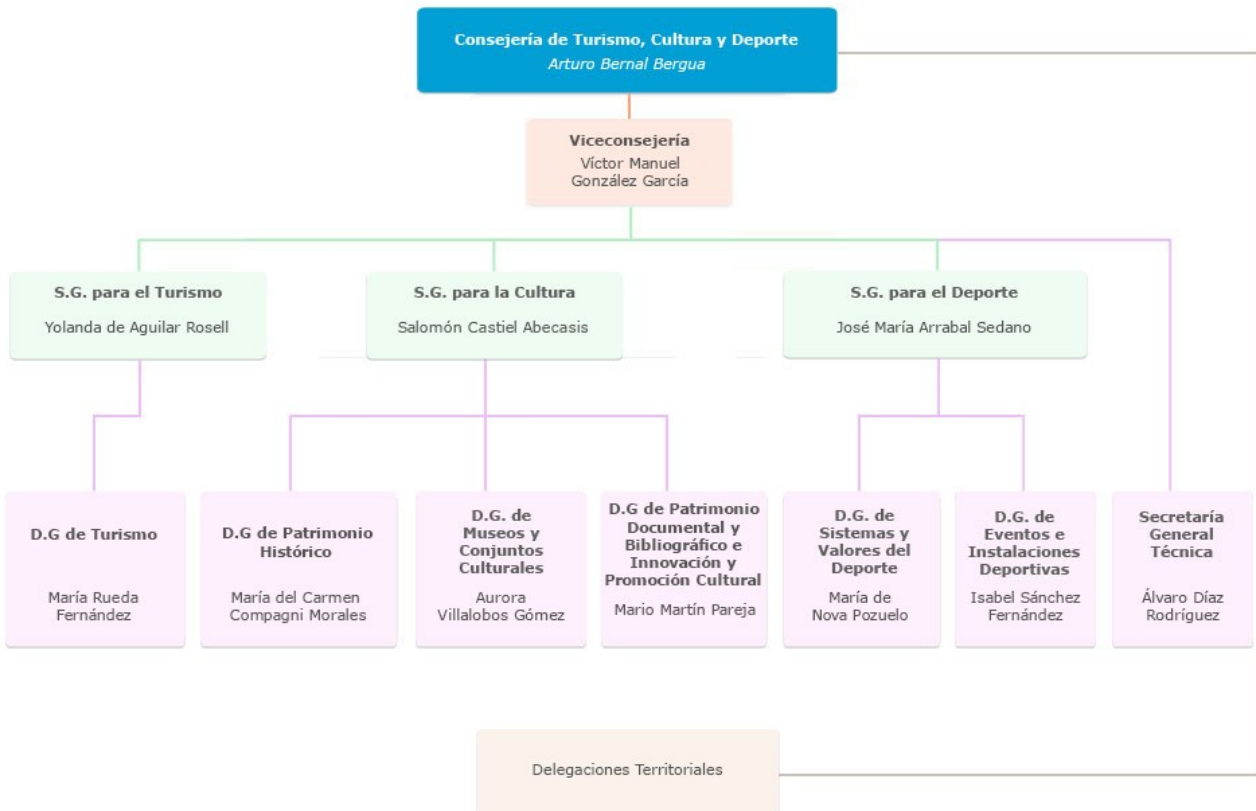 Consejería de Turismo, Cultura y Deporte
Arturo Bernal Bergua
Viceconsejería
Víctor Manuel
González García
S.G. para el Turismo
Yolanda de Aguilar Rosell
S.G. para la Cultura
Salomón Castiel Abecasis
S.G. para el Deporte
José María Arrabal Sedano
D.G de Turismo
María Rueda
Fernández
D.G de Patrimonio
Histórico
María del Carmen
Compagni Morales
D.G. de
Museos y
Conjuntos
Culturales
Aurora
Villalobos Gómez
D.G de Patrimonio
Documental y
Bibliográfico e
Innovación y
Promoción Cultural
Mario Martín Pareja
D.G. de
Sistemas y
Valores del
Deporte
María de
Nova Pozuelo
D.G. de
Eventos e
Instalaciones
Deportivas
Isabel Sánchez
Fernández
Secretaría
General
Técnica
Álvaro Díaz
Rodríguez
Delegaciones Territoriales